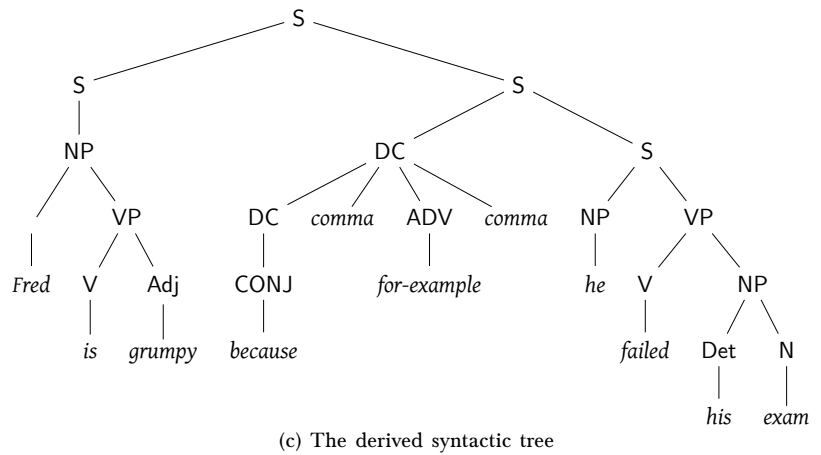 S
S S
NP DC S
VP DC comma ADV comma NP VP
Fred V Adj CONJ for-example he V NP
is grumpy because failed Det N
his exam
(c) The derived syntactic tree